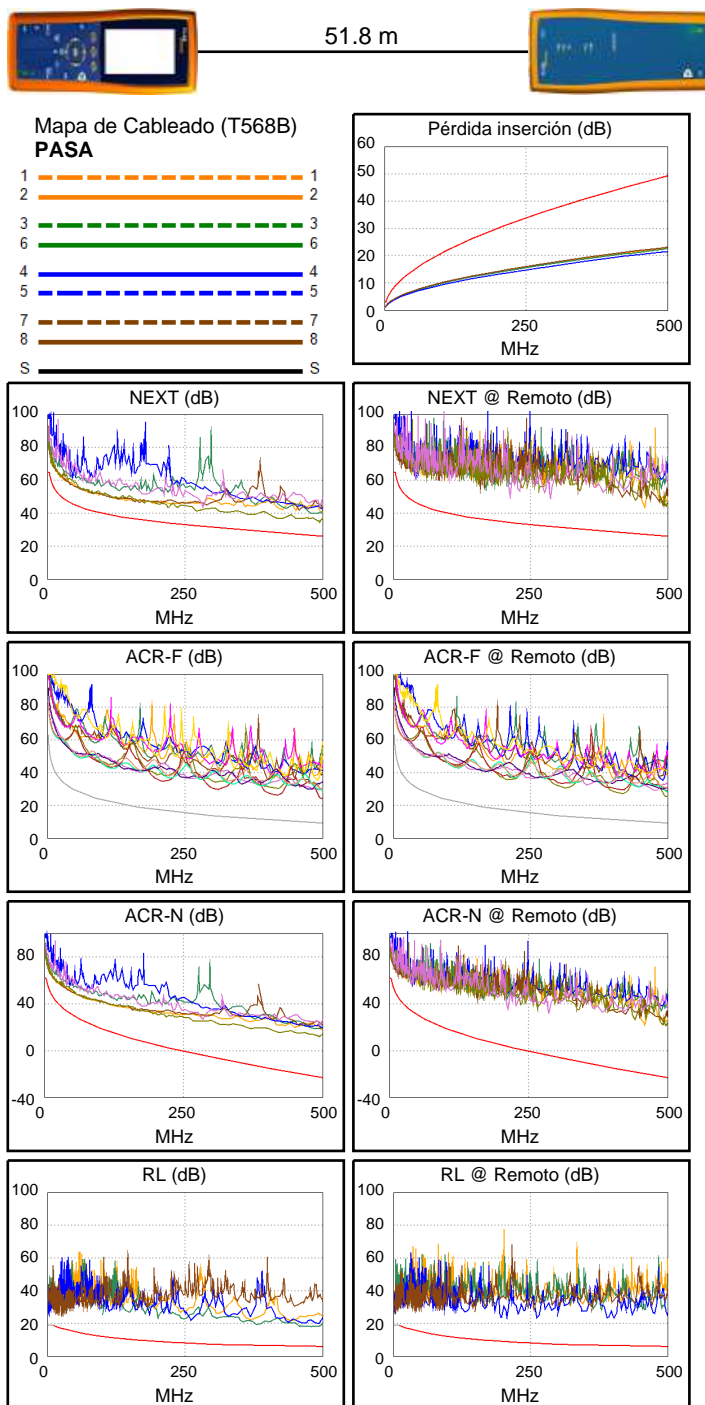 51.8 m
Mapa de Cableado (T568B)
PASA
1 1
2 2
3 3
6 6
4 4
5 5
7 7
8 8
S S
Pérdida inserción (dB)
60
50
40
30
20
10
0
0 250 500
MHz
NEXT (dB)
100
80
60
40
20
0
0 250 500
MHz
NEXT @ Remoto (dB)
100
80
60
40
20
0
0 250 500
MHz
ACR-F (dB)
100
80
60
40
20
0
0 250 500
MHz
ACR-F @ Remoto (dB)
100
80
60
40
20
0
0 250 500
MHz
ACR-N (dB)
80
40
0
-40
0 250 500
MHz
ACR-N @ Remoto (dB)
80
40
0
-40
0 250 500
MHz
RL (dB)
100
80
60
40
20
0
0 250 500
MHz
RL @ Remoto (dB)
100
80
60
40
20
0
0 250 500
MHz